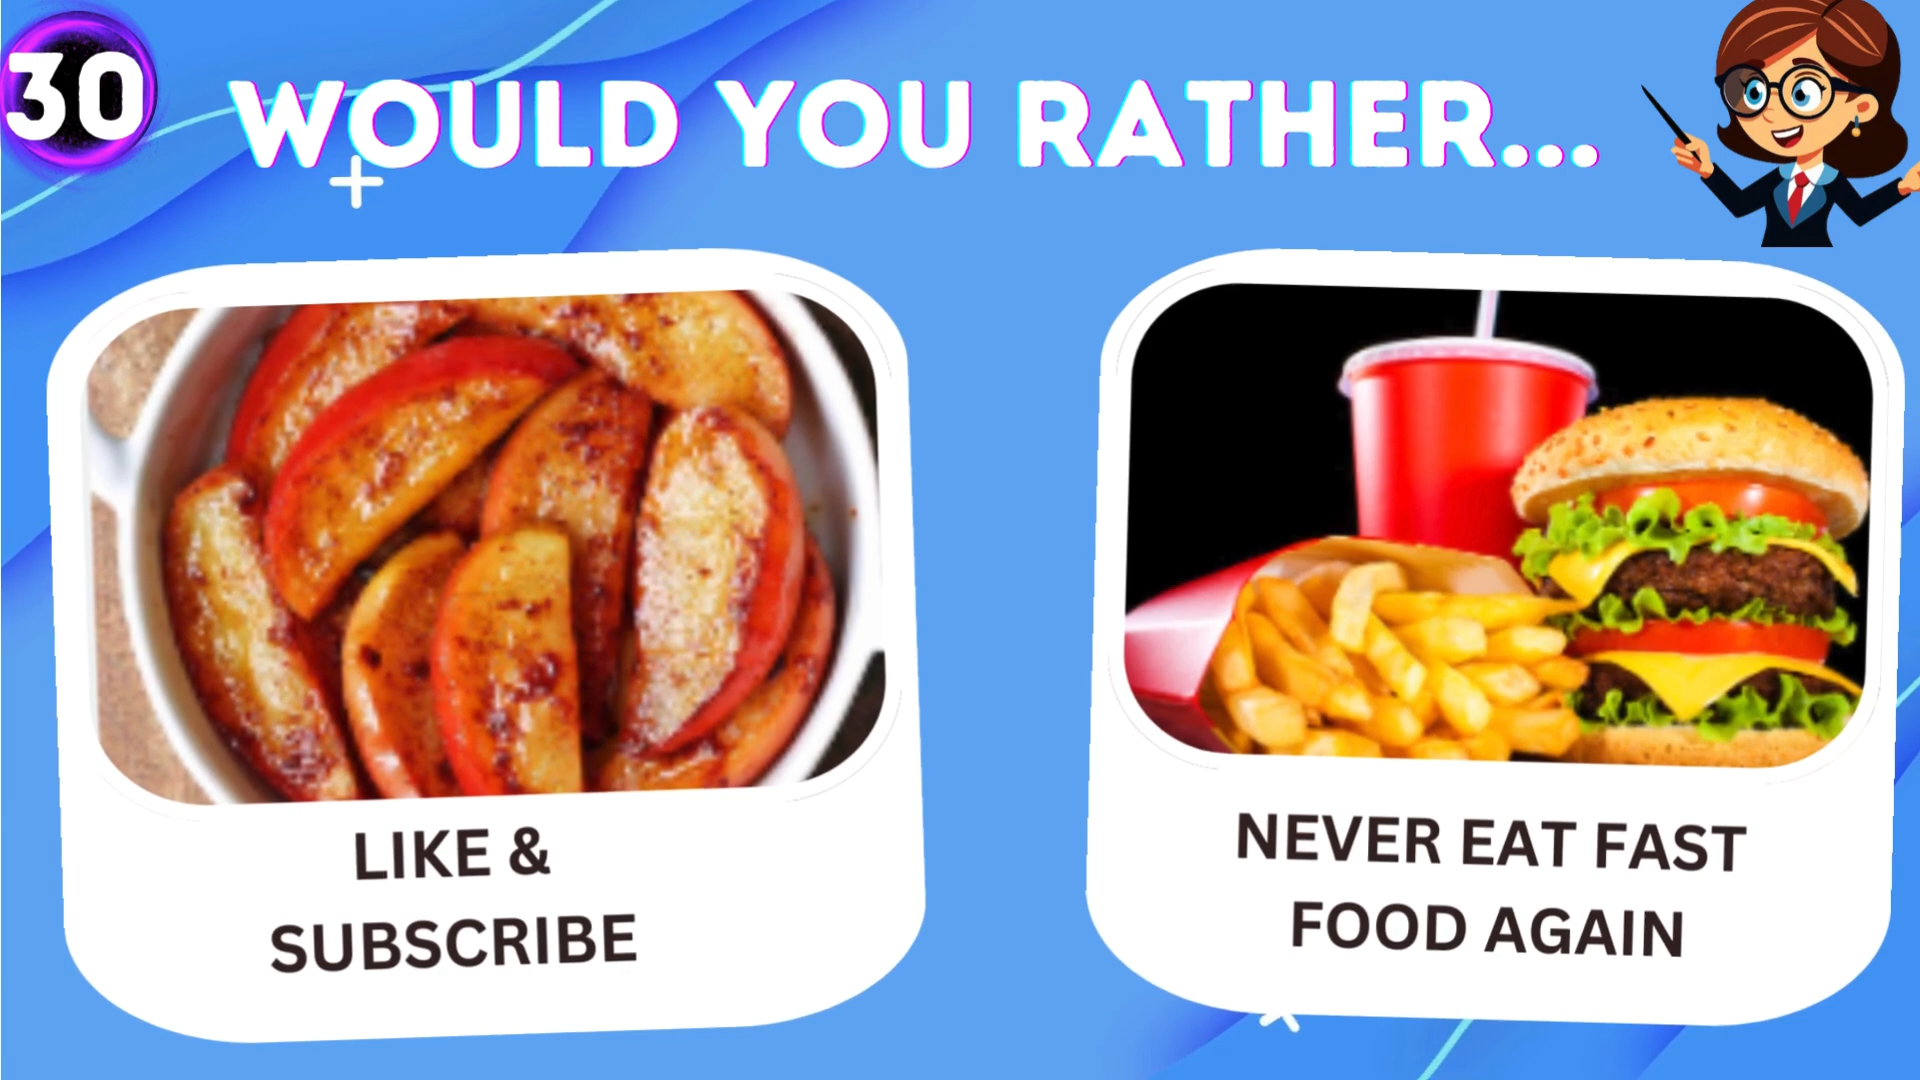 30
WOULD YOU RATHER...
LIKE &
SUBSCRIBE
NEVER EAT FAST
FOOD AGAIN